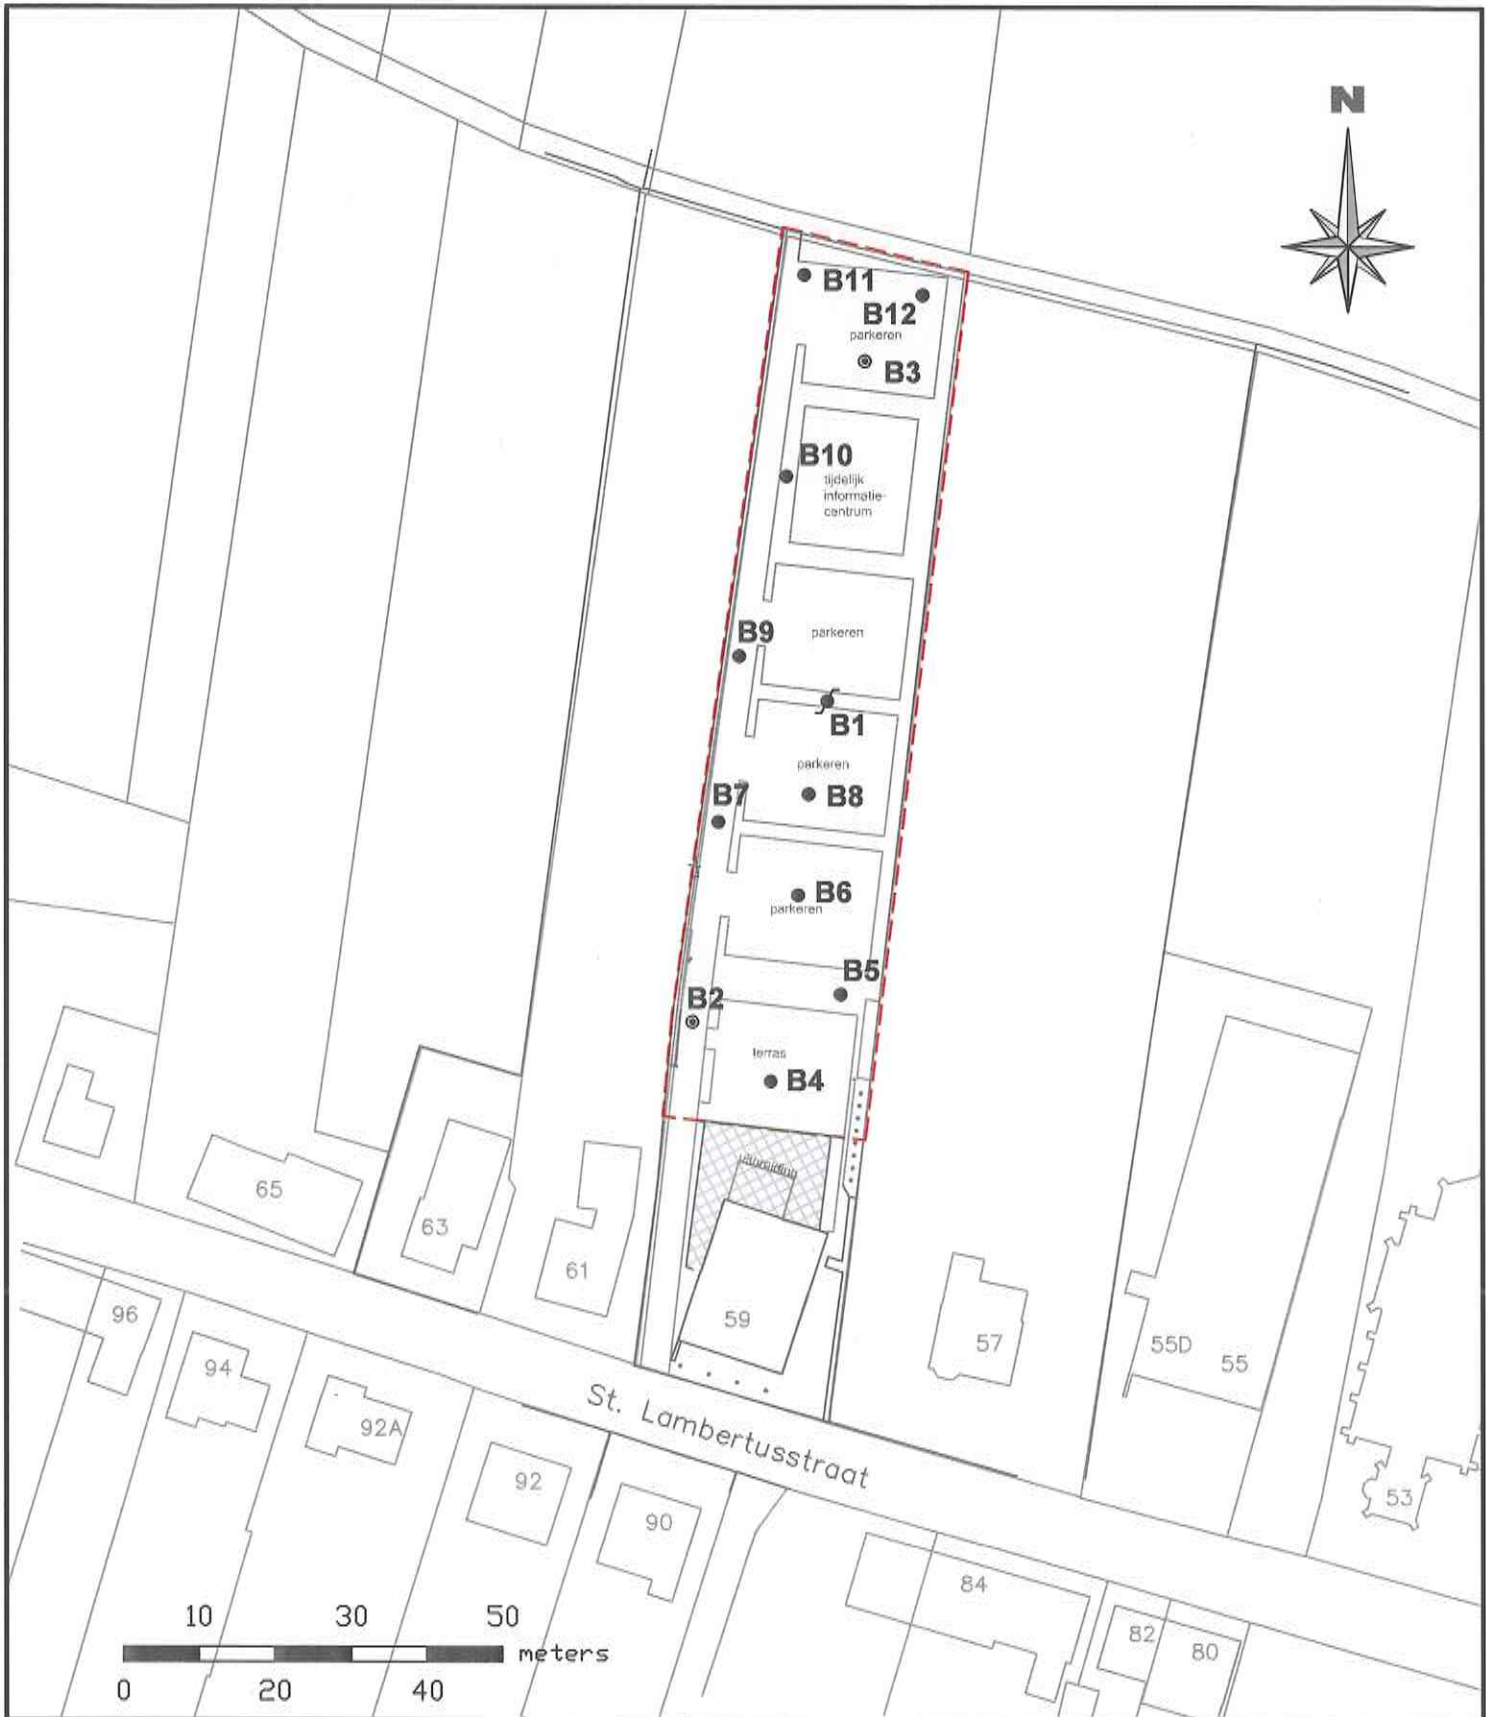 N
B11
B12
parkeren
B3
B10
tijdelijk
informatie-
centrum
B9
parkeren
B1
parkeren
B7
B8
B6
parkeren
B5
B2
terras
B4
uitbreiding
65
63
61
59
57
55D
55
53
96
94
92A
92
90
84
82
80
St. Lambertusstraat
10 30 50
meters
0 20 40